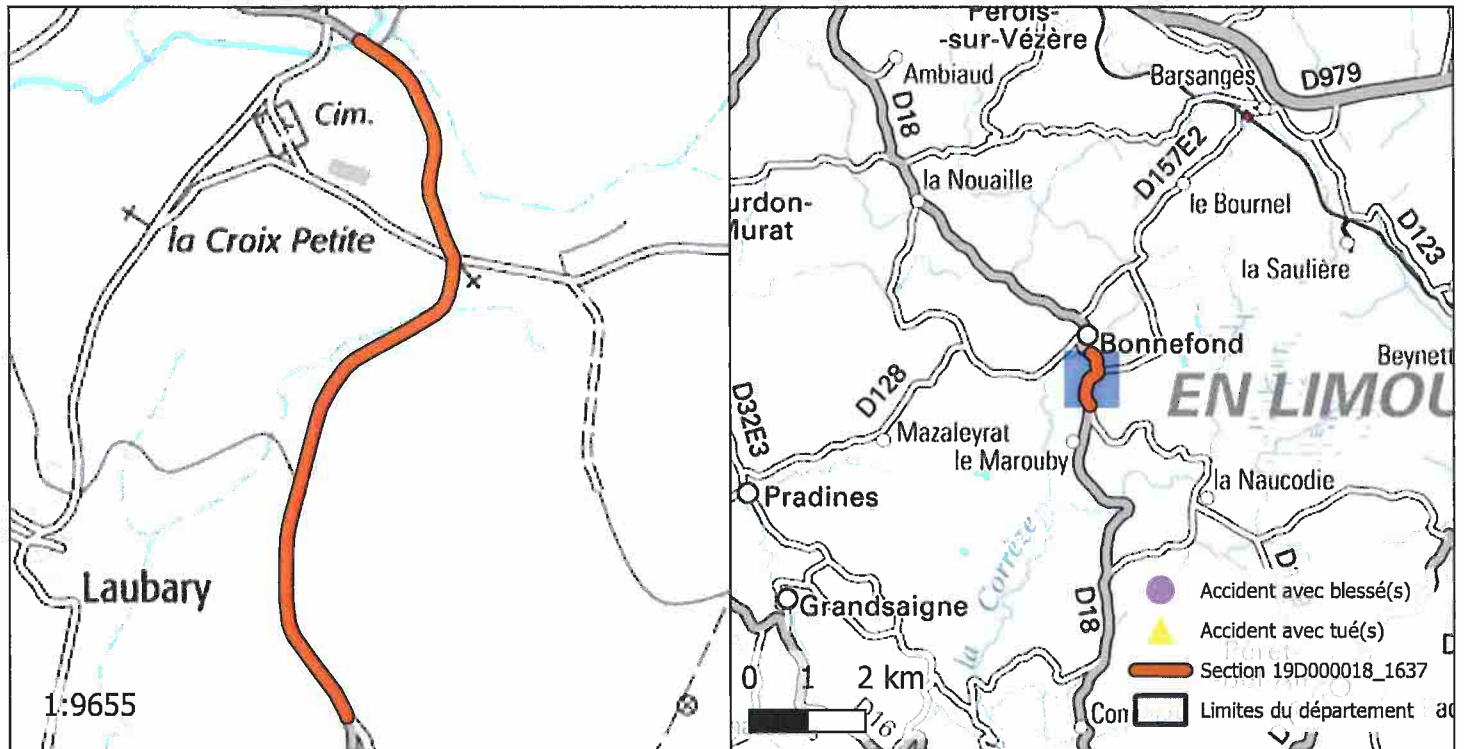 Cim.
la Croix Petite
Laubary
1:9655
-sur-Vézère
Ambiaud
Barsanges
D979
D18
D157E2
la Nouaille
le Bournel
urdon-
Murat
D123
la Saulière
Bonnefond
Beynett
EN LIMOU
D128
D32E3
Mazaleyrat
le Marouby
la Naucodie
Pradines
la Corrèze
D.
Grandsaigne
D18
Accident avec blessé(s)
Accident avec tué(s)
Section 19D000018_1637
Limites du département
0 1 2 km
D16